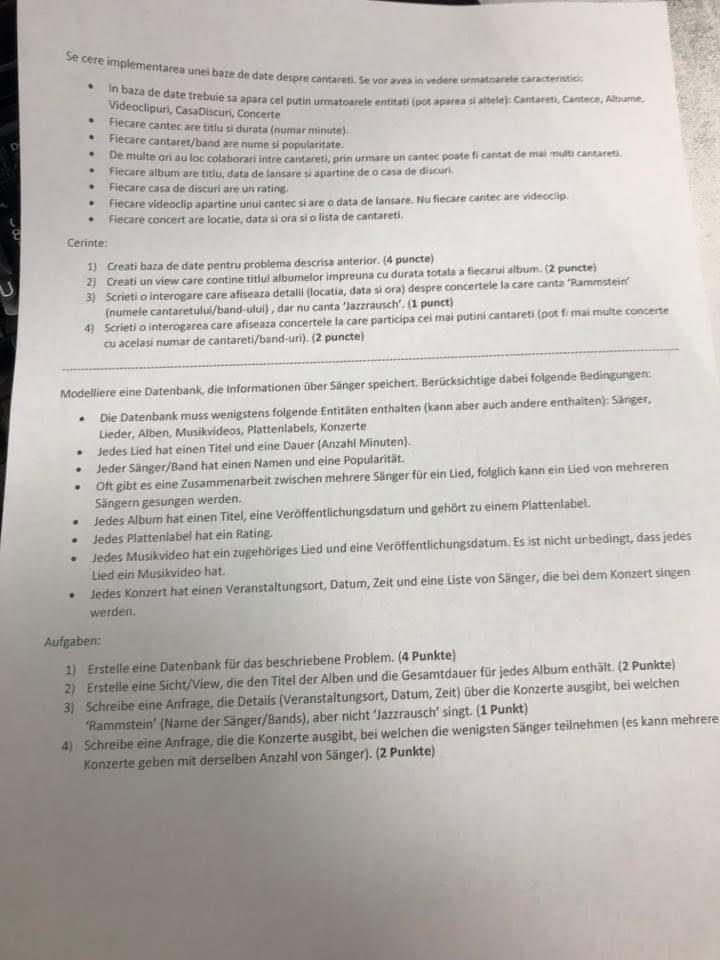 Se cere implementarea unei baze de date despre cantareti. Se vor avea in vedere urmatoarele caracteristici:
• In baza de date trebuie sa apara cel putin urmatoarele entitati (pot aparea si altele): Cantareti, Cantece, Albume,
Videoclipuri, CasaDiscuri, Concerte
• Fiecare cantec are titlu si durata (numar minute).
• Fiecare cantaret/band are nume si popularitate.
• De multe ori au loc colaborari intre cantareti, prin urmare un cantec poate fi cantat de mai multi cantareti.
• Fiecare album are titlu, data de lansare si apartine de o casa de discuri.
• Fiecare casa de discuri are un rating.
• Fiecare videoclip apartine unui cantec si are o data de lansare. Nu fiecare cantec are videoclip.
• Fiecare concert are locatie, data si ora si o lista de cantareti.
Cerinte:
1) Creati baza de date pentru problema descrisa anterior. (4 puncte)
2) Creati un view care contine titlul albumelor impreuna cu durata totala a fiecarui album. (2 puncte)
3) Scrieti o interogare care afiseaza detalii (locatia, data si ora) despre concertele la care canta ‘Rammstein’
(numele cantaretului/band-ului) , dar nu canta ‘Jazzrausch’. (1 punct)
4) Scrieti o interogarea care afiseaza concertele la care participa cei mai putini cantareti (pot fi mai multe concerte
cu acelasi numar de cantareti/band-uri). (2 puncte)
Modelliere eine Datenbank, die Informationen über Sänger speichert. Berücksichtige dabei folgende Bedingungen:
• Die Datenbank muss wenigstens folgende Entitäten enthalten (kann aber auch andere enthalten): Sänger,
Lieder, Alben, Musikvideos, Plattenlabels, Konzerte
• Jedes Lied hat einen Titel und eine Dauer (Anzahl Minuten).
• Jeder Sänger/Band hat einen Namen und eine Popularität.
• Oft gibt es eine Zusammenarbeit zwischen mehrere Sänger für ein Lied, folglich kann ein Lied von mehreren
Sängern gesungen werden.
• Jedes Album hat einen Titel, eine Veröffentlichungsdatum und gehört zu einem Plattenlabel.
• Jedes Plattenlabel hat ein Rating.
• Jedes Musikvideo hat ein zugehöriges Lied und eine Veröffentlichungsdatum. Es ist nicht unbedingt, dass jedes
Lied ein Musikvideo hat.
• Jedes Konzert hat einen Veranstaltungsort, Datum, Zeit und eine Liste von Sänger, die bei dem Konzert singen
werden.
Aufgaben:
1) Erstelle eine Datenbank für das beschriebene Problem. (4 Punkte)
2) Erstelle eine Sicht/View, die den Titel der Alben und die Gesamtdauer für jedes Album enthält. (2 Punkte)
3) Schreibe eine Anfrage, die Details (Veranstaltungsort, Datum, Zeit) über die Konzerte ausgibt, bei welchen
‘Rammstein’ (Name der Sänger/Bands), aber nicht ‘Jazzrausch’ singt. (1 Punkt)
4) Schreibe eine Anfrage, die die Konzerte ausgibt, bei welchen die wenigsten Sänger teilnehmen (es kann mehrere
Konzerte geben mit derselben Anzahl von Sänger). (2 Punkte)